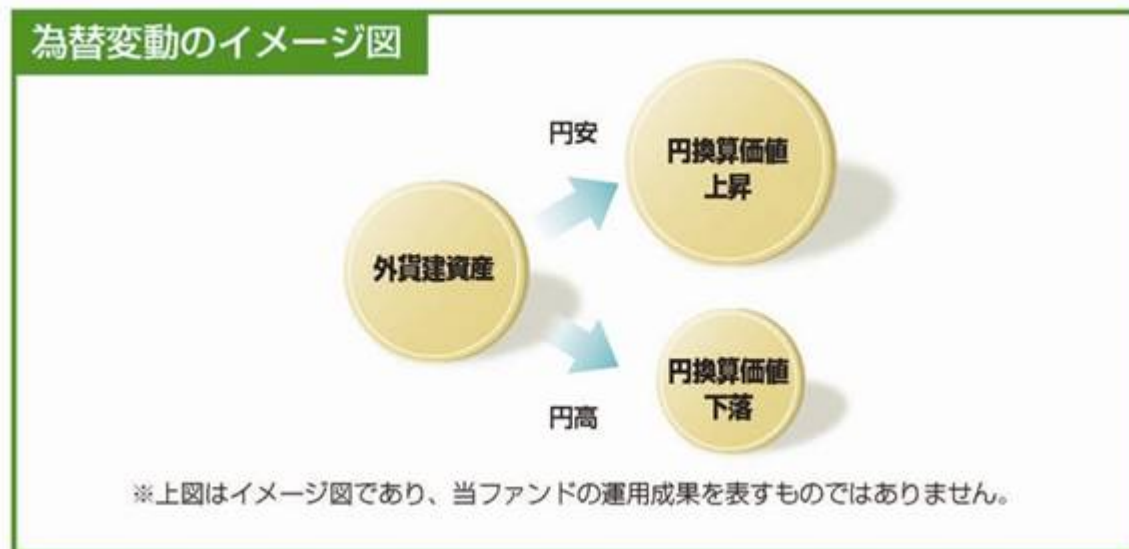 為替変動のイメージ図
円安
円換算価値
上昇
外貨建資産
円換算価値
下落
円高
※上図はイメージ図であり、当ファンドの運用成果を表すものではありません。